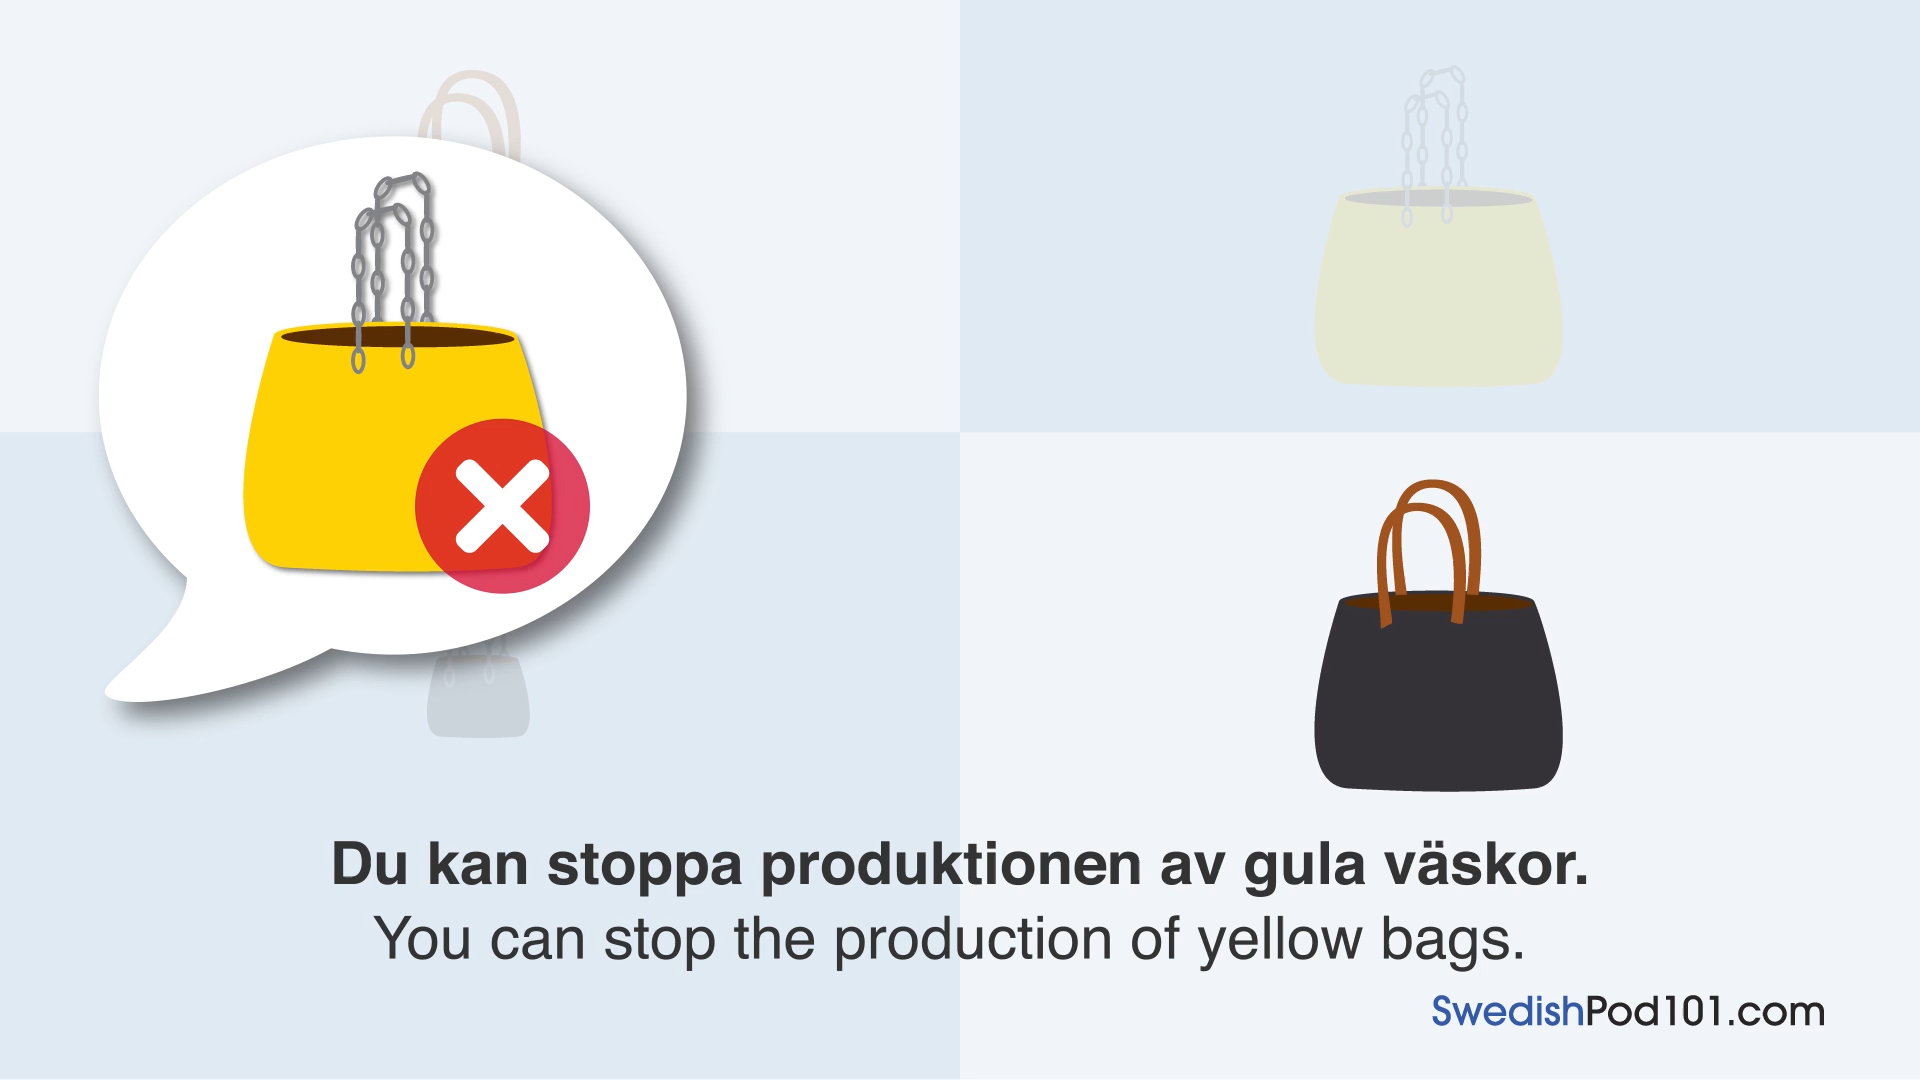 Du kan stoppa produktionen av gula väskor.
You can stop the production of yellow bags.
SwedishPod101.com